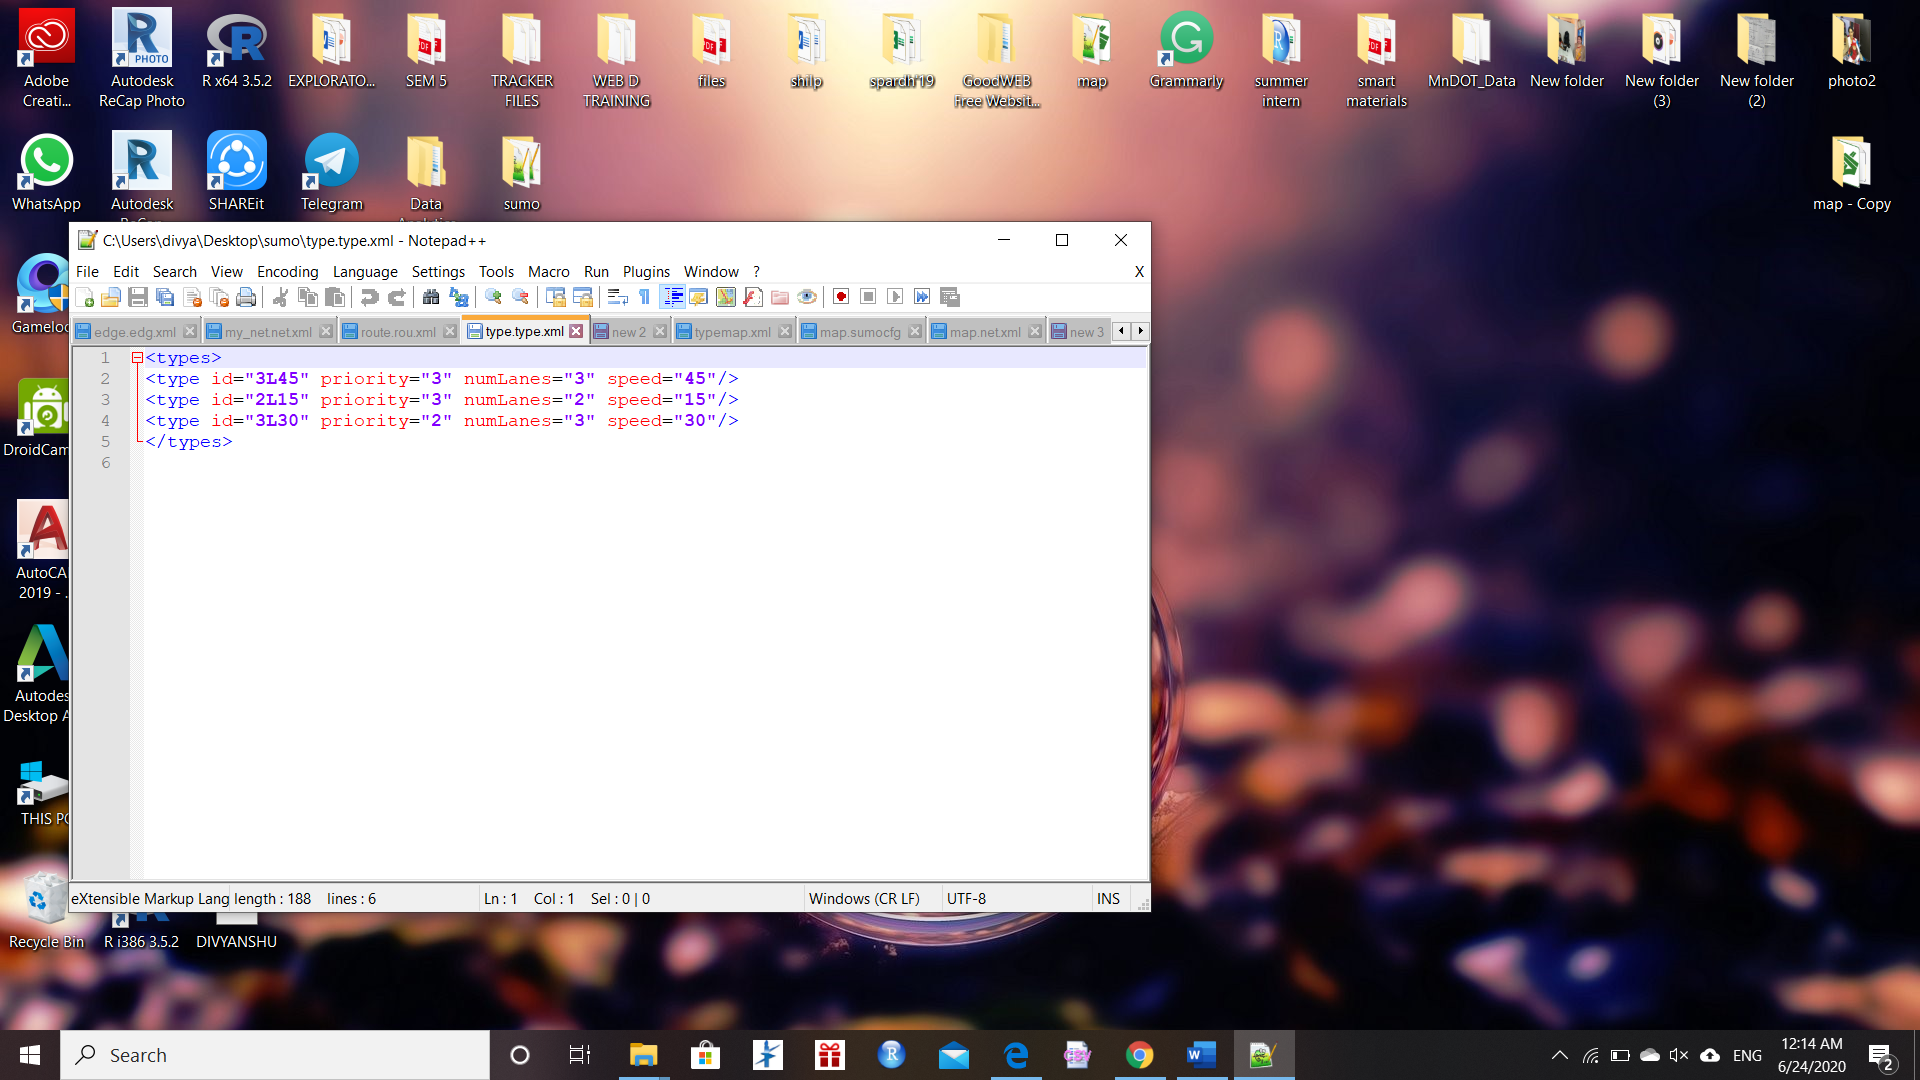 Adobe
Creati...
Autodesk
ReCap Photo
R x64 3.5.2
EXPLORATO...
SEM 5
TRACKER
FILES
WEB D
TRAINING
files
shilp
spardhf'19
GoodWEB
Free Websit...
map
Grammarly
summer
intern
smart
materials
MnDOT_Data
New folder
New folder
(3)
New folder
(2)
photo2
WhatsApp
Autodesk
SHAREit
Telegram
Data
sumo
map - Copy
C:\Users\divya\Desktop\sumo\type.type.xml - Notepad++
File Edit Search View Encoding Language Settings Tools Macro Run Plugins Window ? X
edge.edg.xml my_net.net.xml route.rou.xml type.type.xml new 2 typemap.xml map.sumocfg map.net.xml new 3
1 <types>
2 <type id="3L45" priority="3" numLanes="3" speed="45"/>
3 <type id="2L15" priority="3" numLanes="2" speed="15"/>
4 <type id="3L30" priority="2" numLanes="3" speed="30"/>
5 </types>
6
Gameloo
DroidCam
AutoCA
2019 - .
Autodes
Desktop A
THIS PC
eXtensible Markup Lang length : 188 lines : 6 Ln : 1 Col : 1 Sel : 0 | 0 Windows (CR LF) UTF-8 INS
Recycle Bin
R i386 3.5.2
DIVYANSHU
Search
ENG
12:14 AM
6/24/2020
2